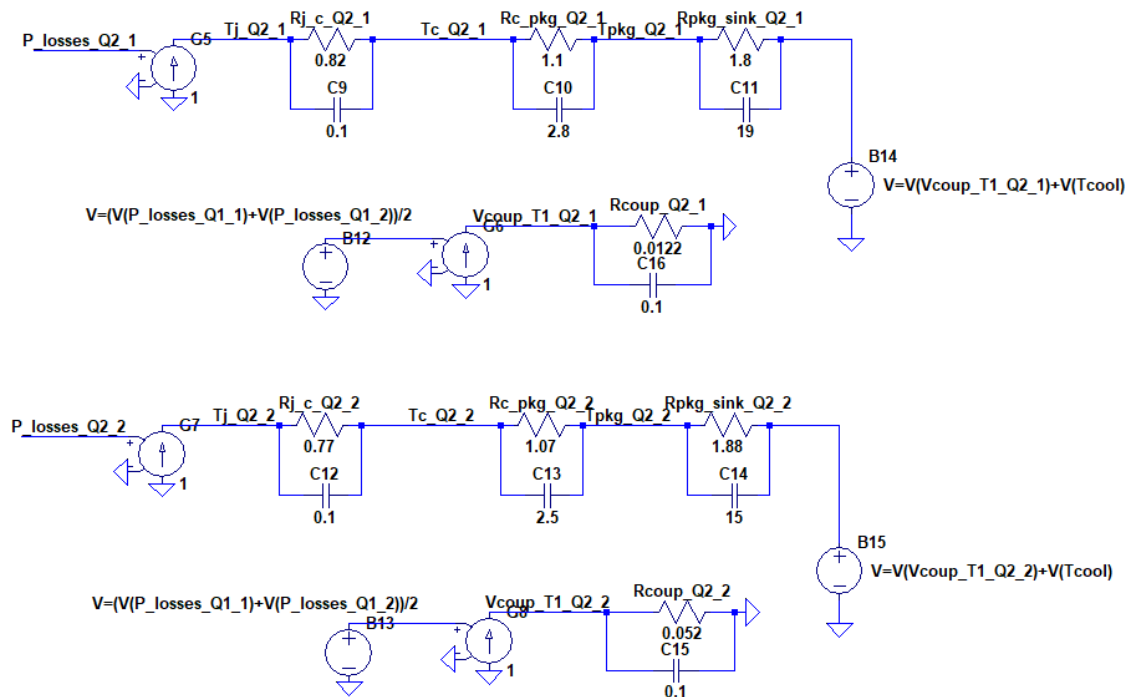 P_losses_Q2_1
G5
1
Tj_Q2_1
Rj_c_Q2_1
0.82
C9
0.1
Tc_Q2_1
Rc_pkg_Q2_1
1.1
C10
2.8
Tpkg_Q2_1
Rpkg_sink_Q2_1
1.8
C11
19
B14
V=V(Vcoup_T1_Q2_1)+V(Tcool)
V=(V(P_losses_Q1_1)+V(P_losses_Q1_2))/2
B12
G6
1
Vcoup_T1_Q2_1
Rcoup_Q2_1
0.0122
C16
0.1
P_losses_Q2_2
G7
1
Tj_Q2_2
Rj_c_Q2_2
0.77
C12
0.1
Tc_Q2_2
Rc_pkg_Q2_2
1.07
C13
2.5
Tpkg_Q2_2
Rpkg_sink_Q2_2
1.88
C14
15
B15
V=V(Vcoup_T1_Q2_2)+V(Tcool)
V=(V(P_losses_Q1_1)+V(P_losses_Q1_2))/2
B13
G8
1
Vcoup_T1_Q2_2
Rcoup_Q2_2
0.052
C15
0.1